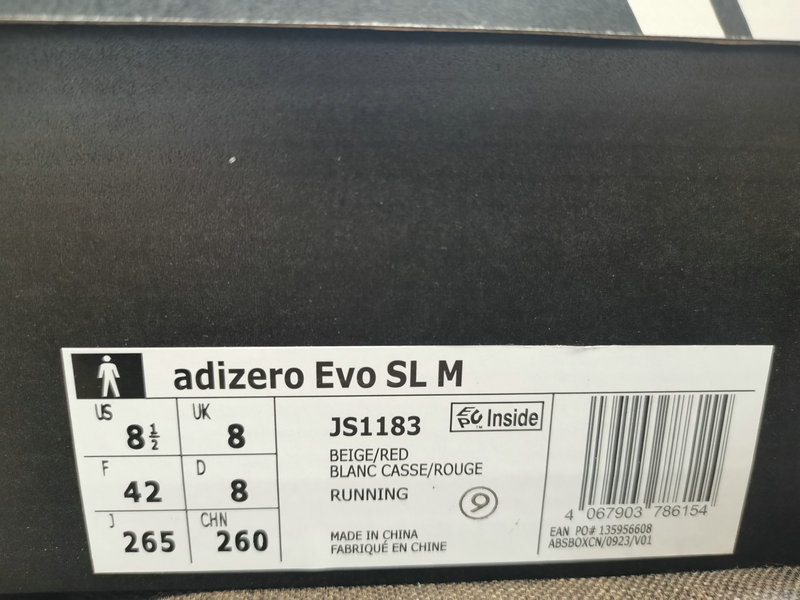 adizero Evo SL M
US 8½ UK 8
F 42 D 8
J 265 CHN 260
JS1183
EPC™ Inside
BEIGE/RED
BLANC CASSE/ROUGE
RUNNING 9
MADE IN CHINA
FABRIQUÉ EN CHINE
4 067903 786154
EAN PO# 135956608
ABSBOXCN/0923/V01